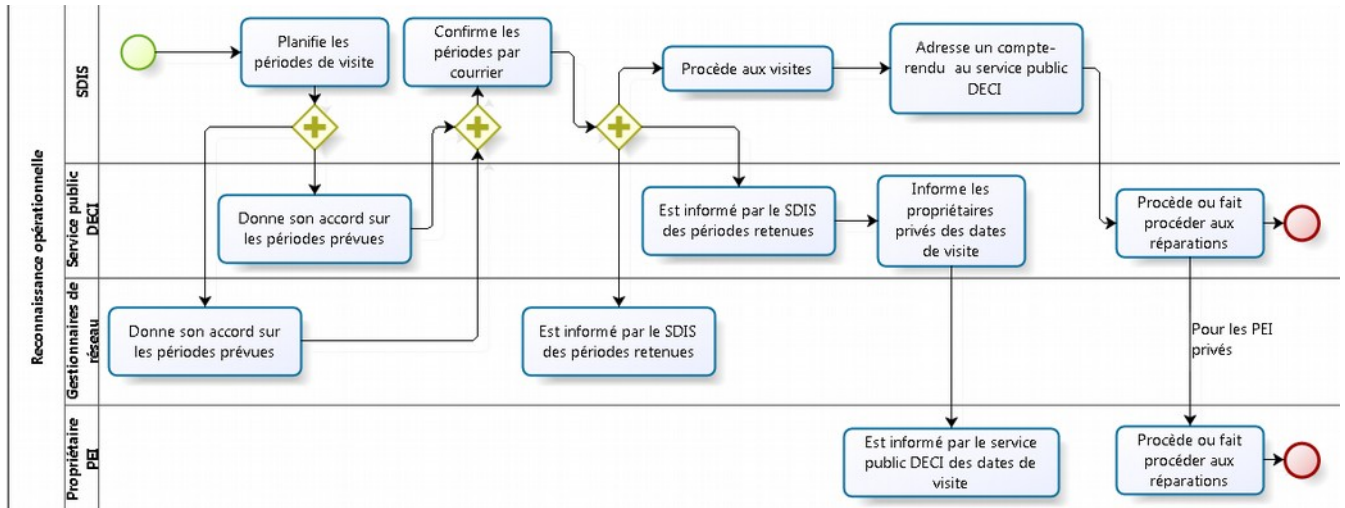 Reconnaissance opérationnelle
SDIS
Planifie les
périodes de visite
Confirme les
périodes par
courrier
Procède aux visites
Adresse un compte-
rendu au service public
DECI
Service public
DECI
Donne son accord sur
les périodes prévues
Est informé par le SDIS
des périodes retenues
Informe les
propriétaires
privés des dates
de visite
Procède ou fait
procéder aux
réparations
Gestionnaires de
réseau
Donne son accord sur
les périodes prévues
Est informé par le SDIS
des périodes retenues
Pour les PEI
privés
Propriétaire
PEI
Est informé par le service
public DECI des dates de
visite
Procède ou fait
procéder aux
réparations